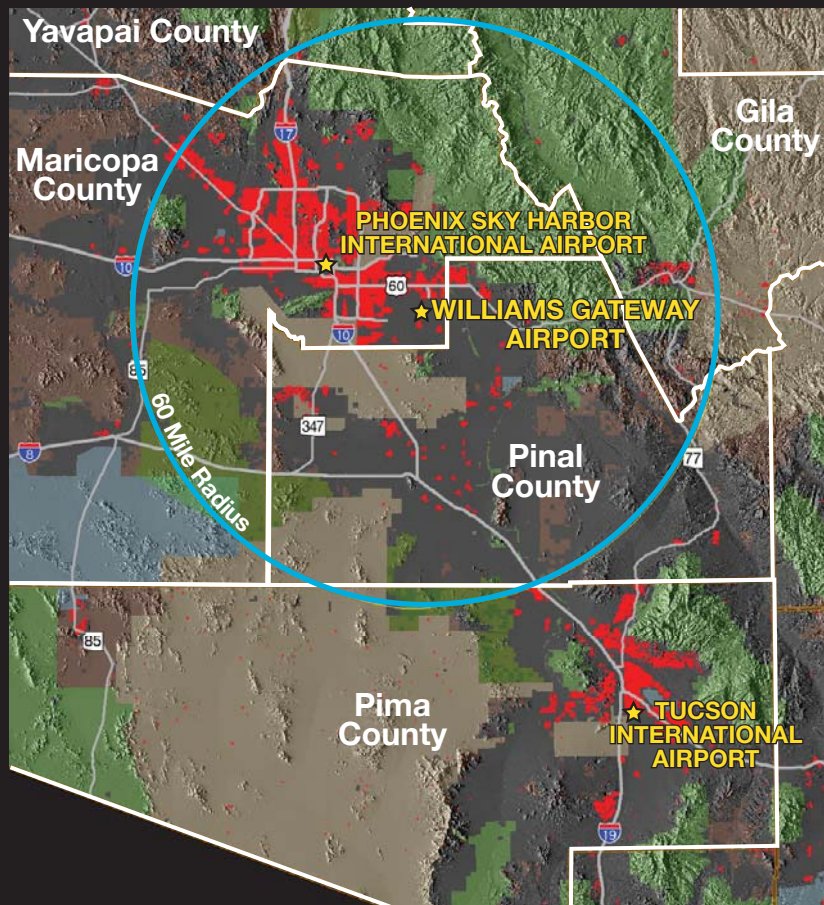 Yavapai County
17
Gila
County
Maricopa
County
PHOENIX SKY HARBOR
INTERNATIONAL AIRPORT
10
60
WILLIAMS GATEWAY
AIRPORT
10
85
60 Mile Radius
347
8
Pinal
County
77
85
Pima
County
TUCSON
INTERNATIONAL
AIRPORT
19